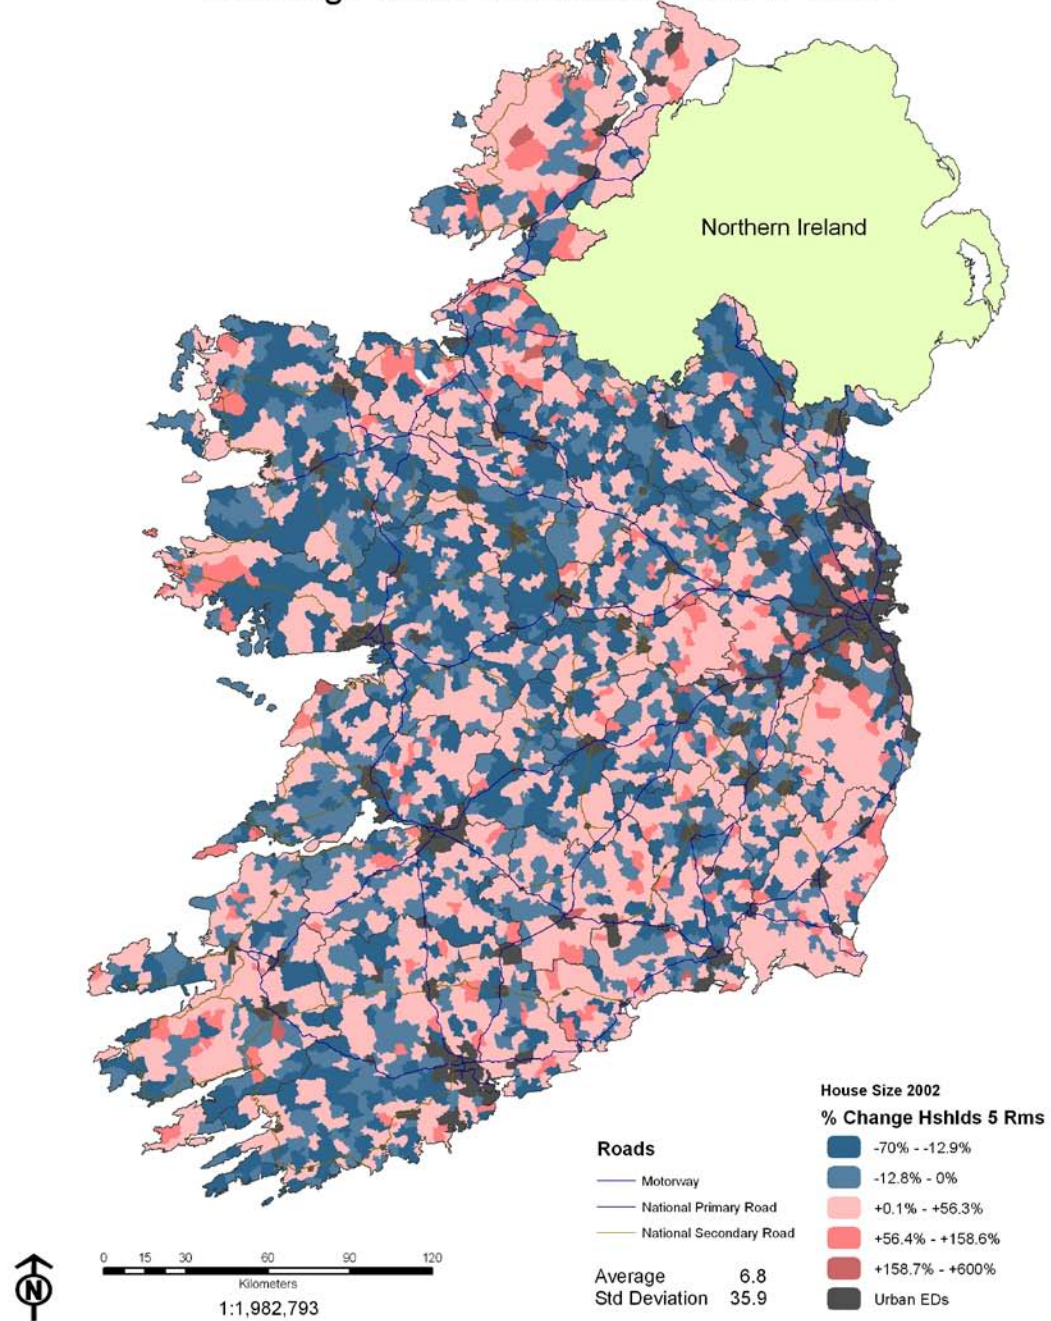 Northern Ireland
House Size 2002
% Change Hshlds 5 Rms
-70% - -12.9%
-12.8% - 0%
+0.1% - +56.3%
+56.4% - +158.6%
+158.7% - +600%
Urban EDs
Roads
Motorway
National Primary Road
National Secondary Road
Average 6.8
Std Deviation 35.9
0 15 30 60 90 120
Kilometers
1:1,982,793
N